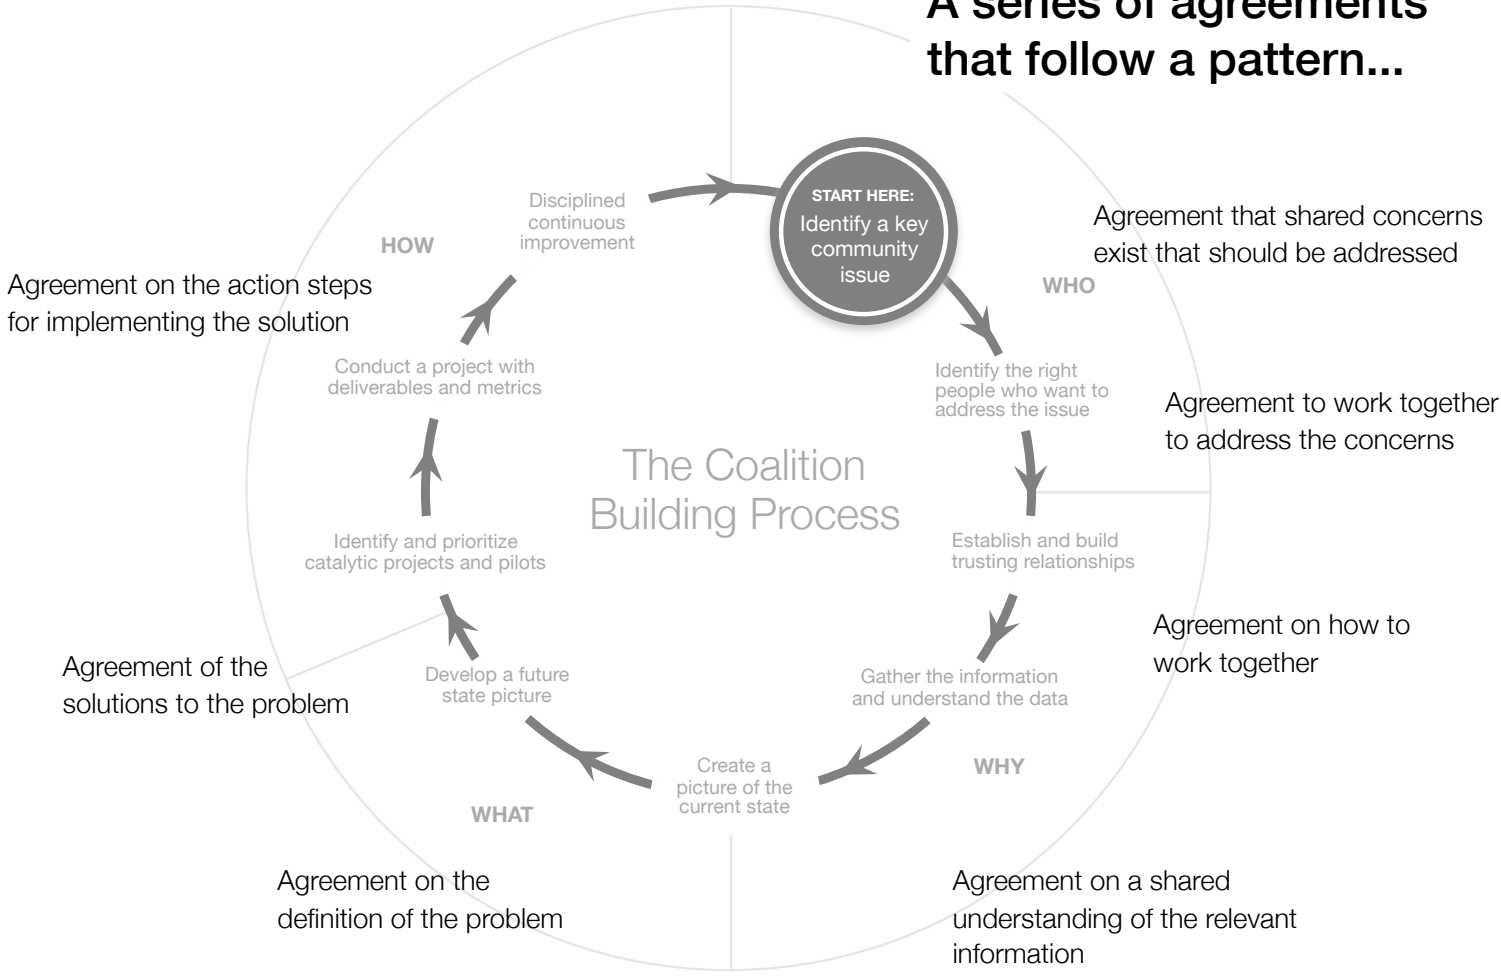 A series of agreements
that follow a pattern...
START HERE:
Identify a key
community
issue
Agreement that shared concerns
exist that should be addressed
WHO
Identify the right
people who want to
address the issue
Agreement to work together
to address the concerns
Establish and build
trusting relationships
Agreement on how to
work together
Gather the information
and understand the data
WHY
Agreement on a shared
understanding of the relevant
information
Create a
picture of the
current state
WHAT
Agreement on the
definition of the problem
Develop a future
state picture
Agreement of the
solutions to the problem
Identify and prioritize
catalytic projects and pilots
Conduct a project with
deliverables and metrics
Agreement on the action steps
for implementing the solution
HOW
Disciplined
continuous
improvement
The Coalition
Building Process